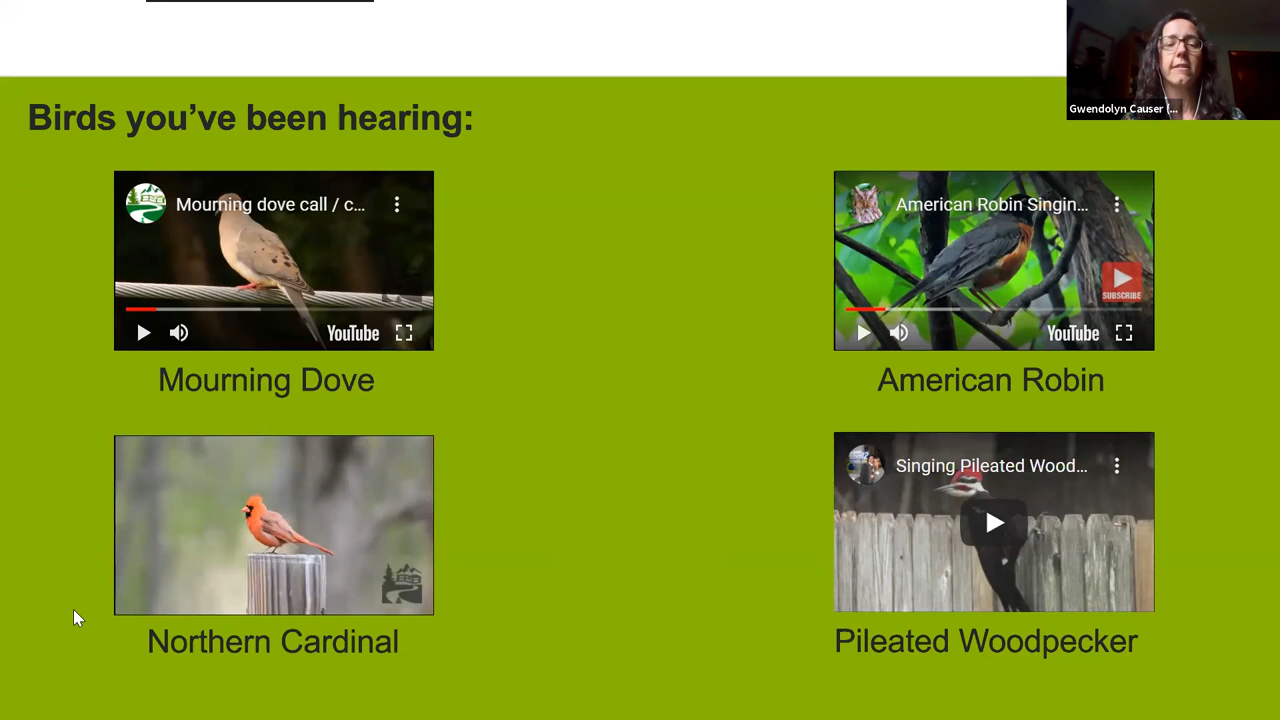 Gwendolyn Causer (...
Birds you've been hearing:
Mourning dove call / c...
YouTube
Mourning Dove
American Robin Singin...
SUBSCRIBE
YouTube
American Robin
Northern Cardinal
Singing Pileated Wood...
Pileated Woodpecker